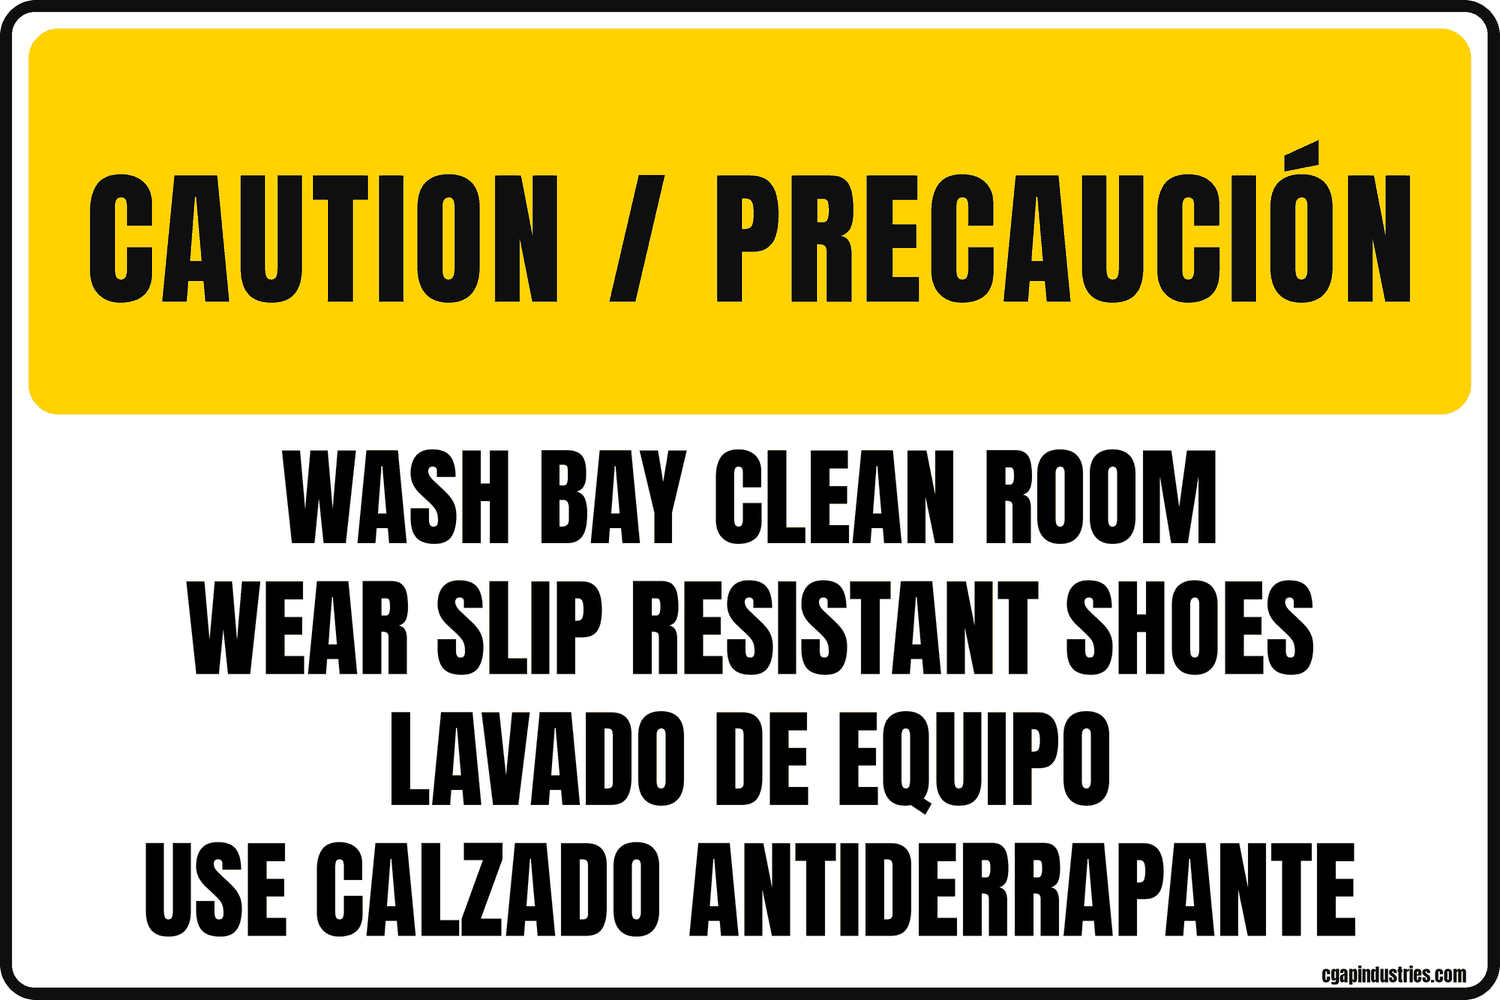 CAUTION / PRECAUCIÓN
WASH BAY CLEAN ROOM
WEAR SLIP RESISTANT SHOES
LAVADO DE EQUIPO
USE CALZADO ANTIDERRAPANTE
cgapindustries.com